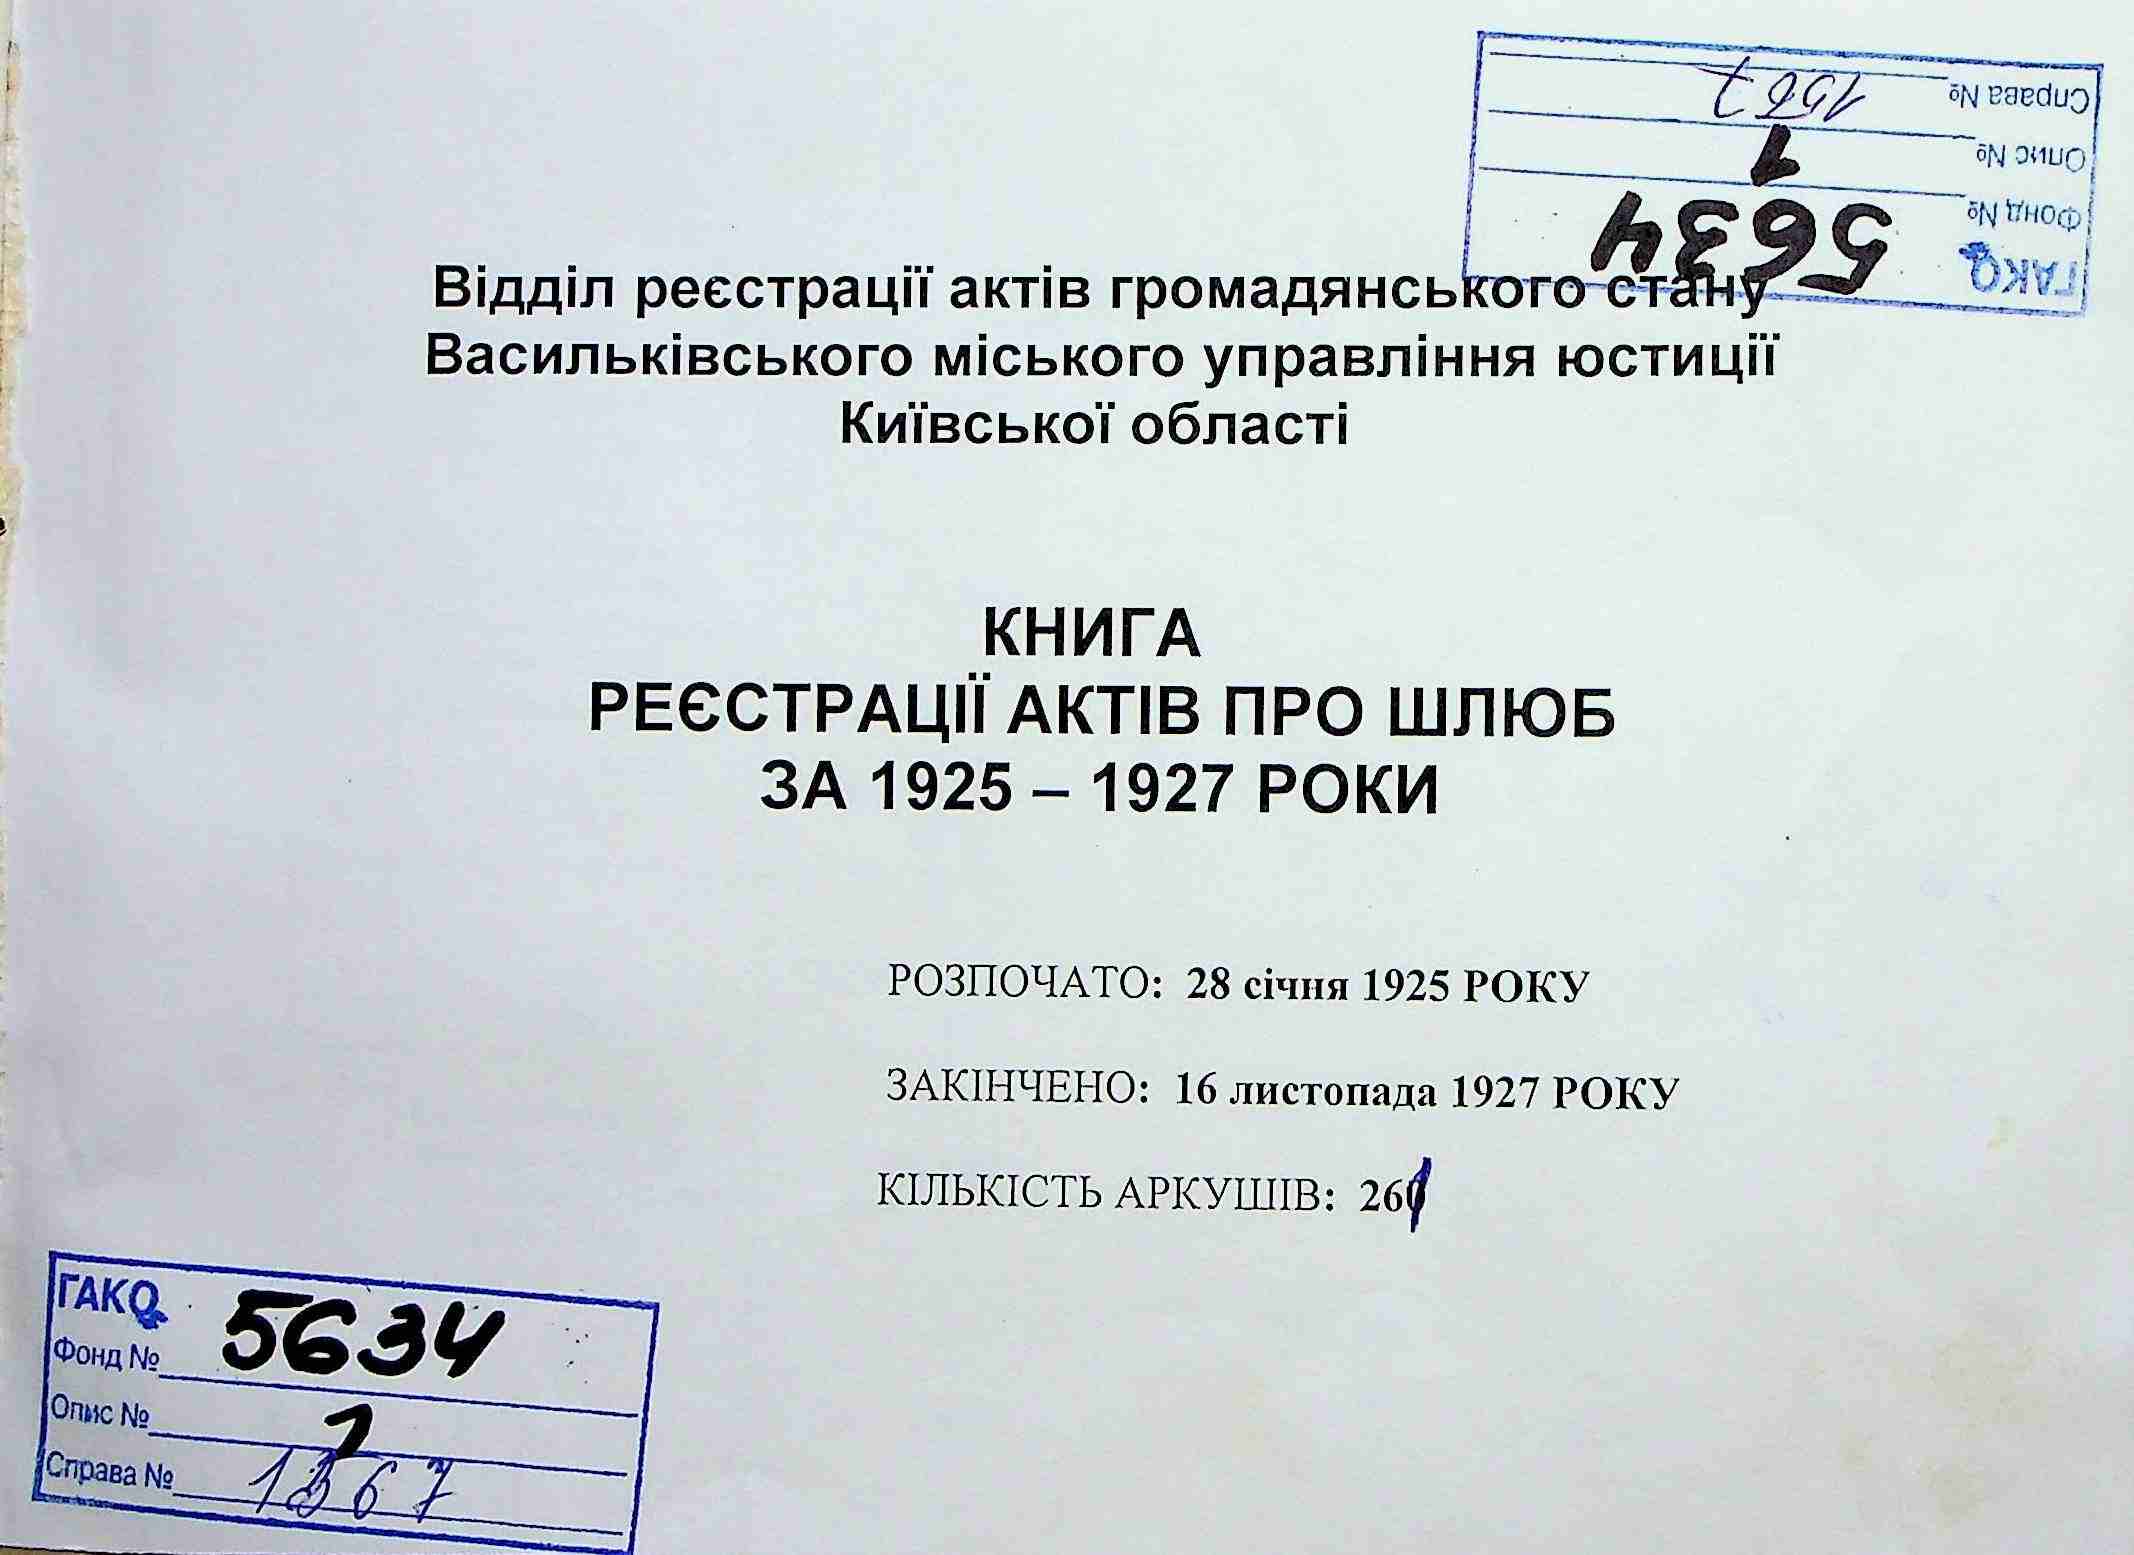 Справа № 1567
Опис № 1
Фонд № 5634
ГАКО
Відділ реєстрації актів громадянського стану
Васильківського міського управління юстиції
Київської області
КНИГА
РЕЄСТРАЦІЇ АКТІВ ПРО ШЛЮБ
ЗА 1925 – 1927 РОКИ
РОЗПОЧАТО: 28 січня 1925 РОКУ
ЗАКІНЧЕНО: 16 листопада 1927 РОКУ
КІЛЬКІСТЬ АРКУШІВ: 261
ГАКО
Фонд № 5634
Опис № 1
Справа № 1567